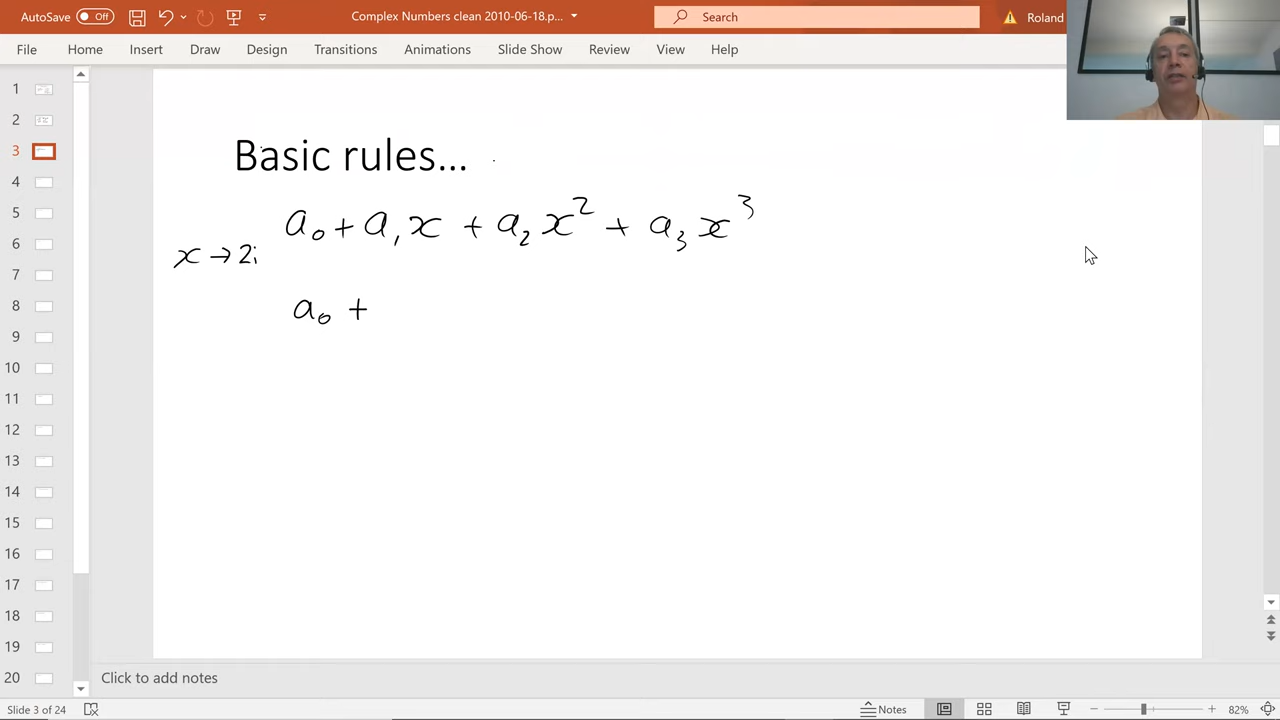 AutoSave Off Complex Numbers clean 2010-06-18.p... Search Roland
File Home Insert Draw Design Transitions Animations Slide Show Review View Help
1
2
3
5
8
9
10
11
12
13
14
15
16
17
18
19
20
Basic rules...
a₀ + a₁x + a₂x² + a₃x³
x → 2i
a₀ +
Click to add notes
Slide 3 of 24 Notes 82%